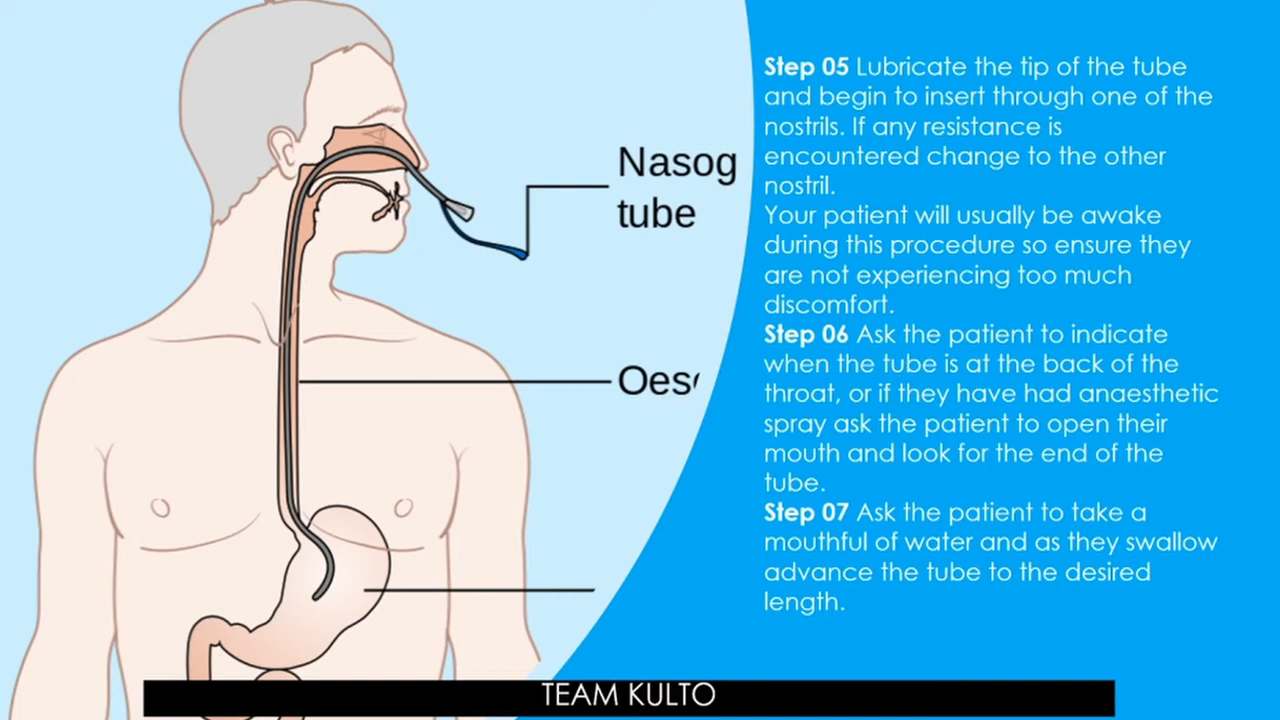 Nasog
tube
Oeso
Step 05 Lubricate the tip of the tube
and begin to insert through one of the
nostrils. If any resistance is
encountered change to the other
nostril.
Your patient will usually be awake
during this procedure so ensure they
are not experiencing too much
discomfort.
Step 06 Ask the patient to indicate
when the tube is at the back of the
throat, or if they have had anaesthetic
spray ask the patient to open their
mouth and look for the end of the
tube.
Step 07 Ask the patient to take a
mouthful of water and as they swallow
advance the tube to the desired
length.
TEAM KULTO